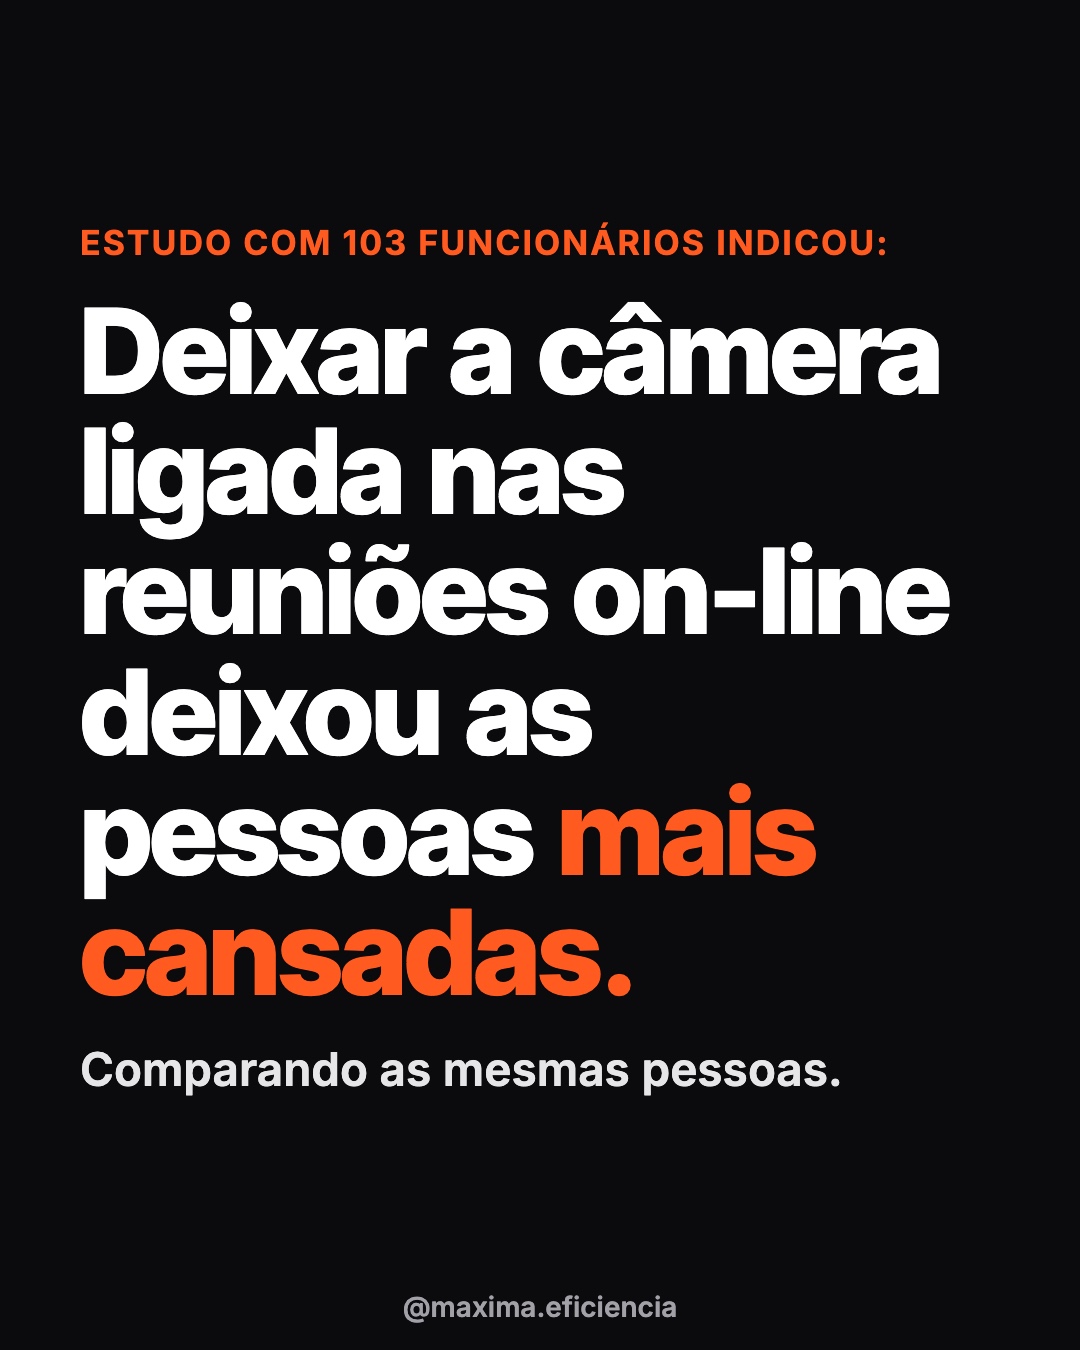 ESTUDO COM 103 FUNCIONÁRIOS INDICOU:
Deixar a câmera
ligada nas
reuniões on-line
deixou as
pessoas mais
cansadas.
Comparando as mesmas pessoas.
@maxima.eficiencia